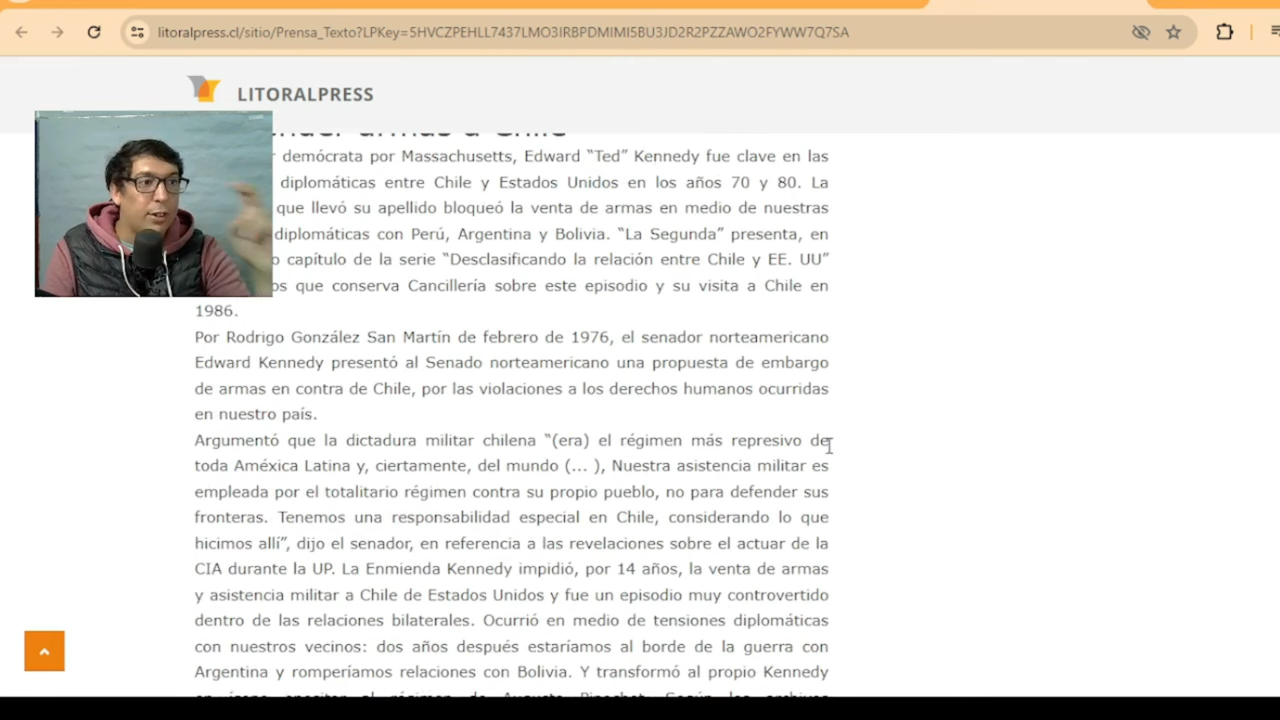 litoralpress.cl/sitio/Prensa_Texto?LPKey=5HVCZPEHLL7437LMO3IRBPDMIMI5BU3JD2R2PZZAWO2FYWW7Q7SA
LITORALPRESS
armas a Chile
demócrata por Massachusetts, Edward “Ted” Kennedy fue clave en las
diplomáticas entre Chile y Estados Unidos en los años 70 y 80. La
que llevó su apellido bloqueó la venta de armas en medio de nuestras
diplomáticas con Perú, Argentina y Bolivia. “La Segunda” presenta, en
capítulo de la serie “Desclasificando la relación entre Chile y EE. UU”
que conserva Cancillería sobre este episodio y su visita a Chile en
1986.
Por Rodrigo González San Martín de febrero de 1976, el senador norteamericano
Edward Kennedy presentó al Senado norteamericano una propuesta de embargo
de armas en contra de Chile, por las violaciones a los derechos humanos ocurridas
en nuestro país.
Argumentó que la dictadura militar chilena “(era) el régimen más represivo de
toda Améxica Latina y, ciertamente, del mundo (... ), Nuestra asistencia militar es
empleada por el totalitario régimen contra su propio pueblo, no para defender sus
fronteras. Tenemos una responsabilidad especial en Chile, considerando lo que
hicimos allí”, dijo el senador, en referencia a las revelaciones sobre el actuar de la
CIA durante la UP. La Enmienda Kennedy impidió, por 14 años, la venta de armas
y asistencia militar a Chile de Estados Unidos y fue un episodio muy controvertido
dentro de las relaciones bilaterales. Ocurrió en medio de tensiones diplomáticas
con nuestros vecinos: dos años después estaríamos al borde de la guerra con
Argentina y romperíamos relaciones con Bolivia. Y transformó al propio Kennedy